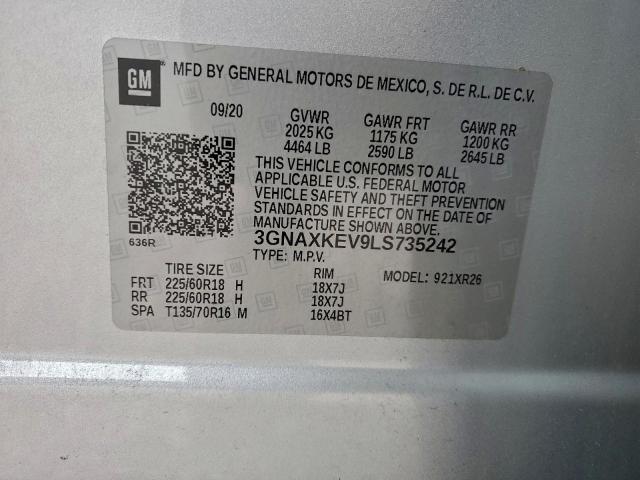 GM MFD BY GENERAL MOTORS DE MEXICO, S. DE R.L. DE C.V.
09/20 GVWR GAWR FRT GAWR RR
2025 KG 1175 KG 1200 KG
4464 LB 2590 LB 2645 LB
THIS VEHICLE CONFORMS TO ALL
APPLICABLE U.S. FEDERAL MOTOR
VEHICLE SAFETY AND THEFT PREVENTION
STANDARDS IN EFFECT ON THE DATE OF
MANUFACTURE SHOWN ABOVE.
3GNAXKEV9LS735242
636R
TYPE: M.P.V.
TIRE SIZE RIM MODEL: 921XR26
FRT 225/60R18 H 18X7J
RR 225/60R18 H 18X7J
SPA T135/70R16 M 16X4BT